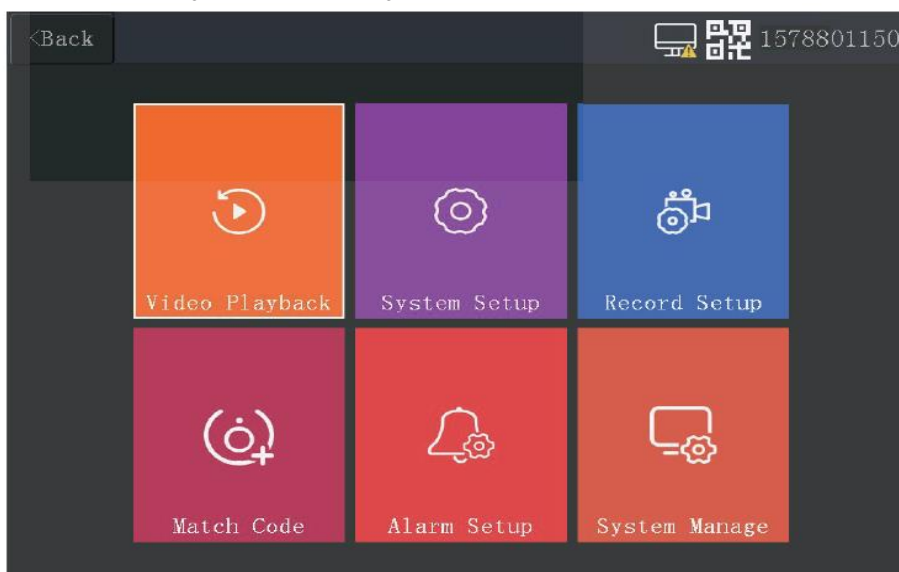 <Back
1578801150
Video Playback
System Setup
Record Setup
Match Code
Alarm Setup
System Manage